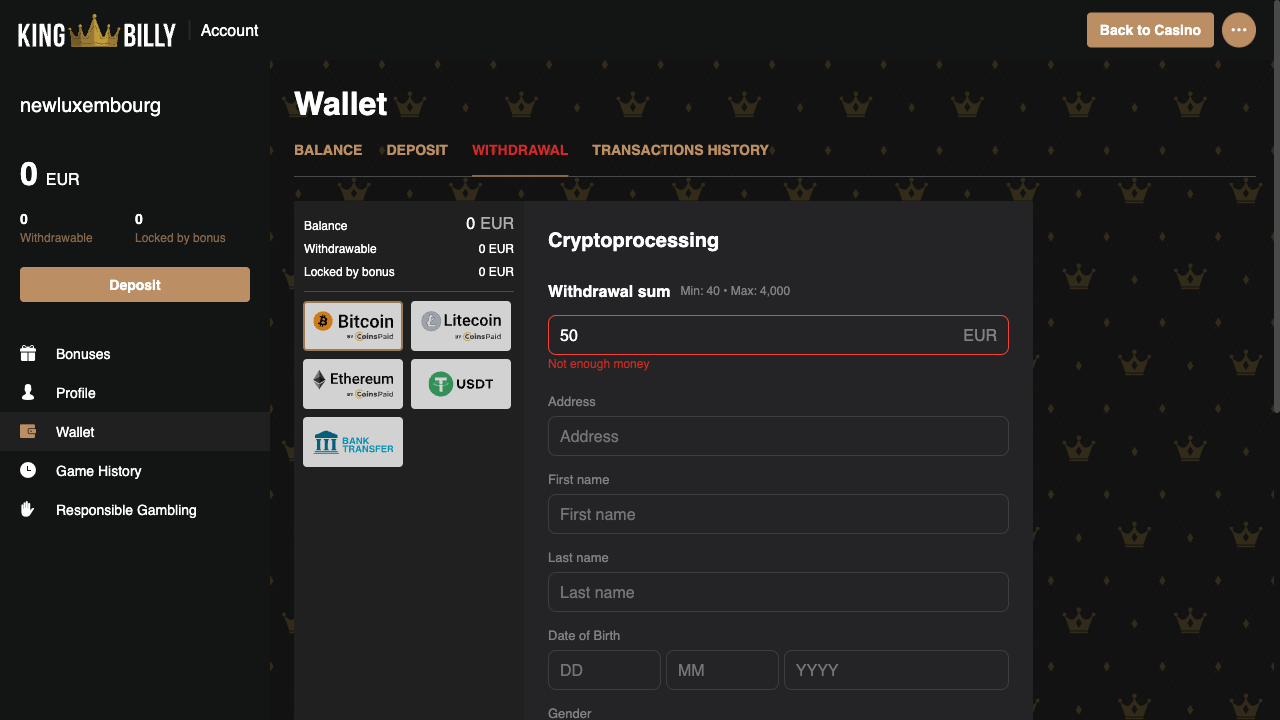 KING BILLY
Account
Back to Casino
newluxembourg
0 EUR
0
0
Withdrawable
Locked by bonus
Deposit
Bonuses
Profile
Wallet
Game History
Responsible Gambling
Wallet
BALANCE
DEPOSIT
WITHDRAWAL
TRANSACTIONS HISTORY
Balance 0 EUR
Withdrawable 0 EUR
Locked by bonus 0 EUR
Bitcoin
BY CoinsPaid
Litecoin
BY CoinsPaid
Ethereum
BY CoinsPaid
USDT
BANK
TRANSFER
Cryptoprocessing
Withdrawal sum Min: 40 • Max: 4,000
50 EUR
Not enough money
Address
Address
First name
First name
Last name
Last name
Date of Birth
DD MM YYYY
Gender